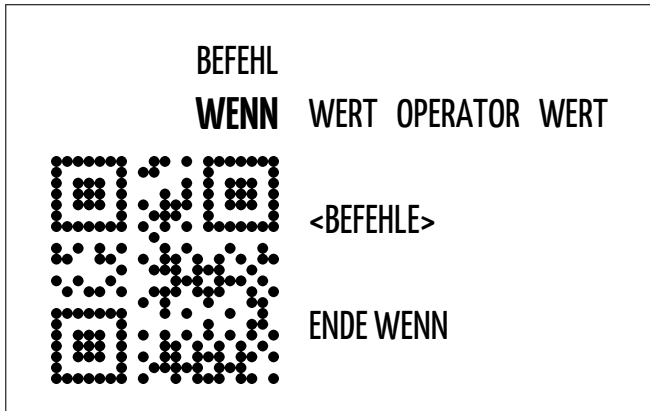 BEFEHL
WENN WERT OPERATOR WERT
<BEFEHLE>
ENDE WENN